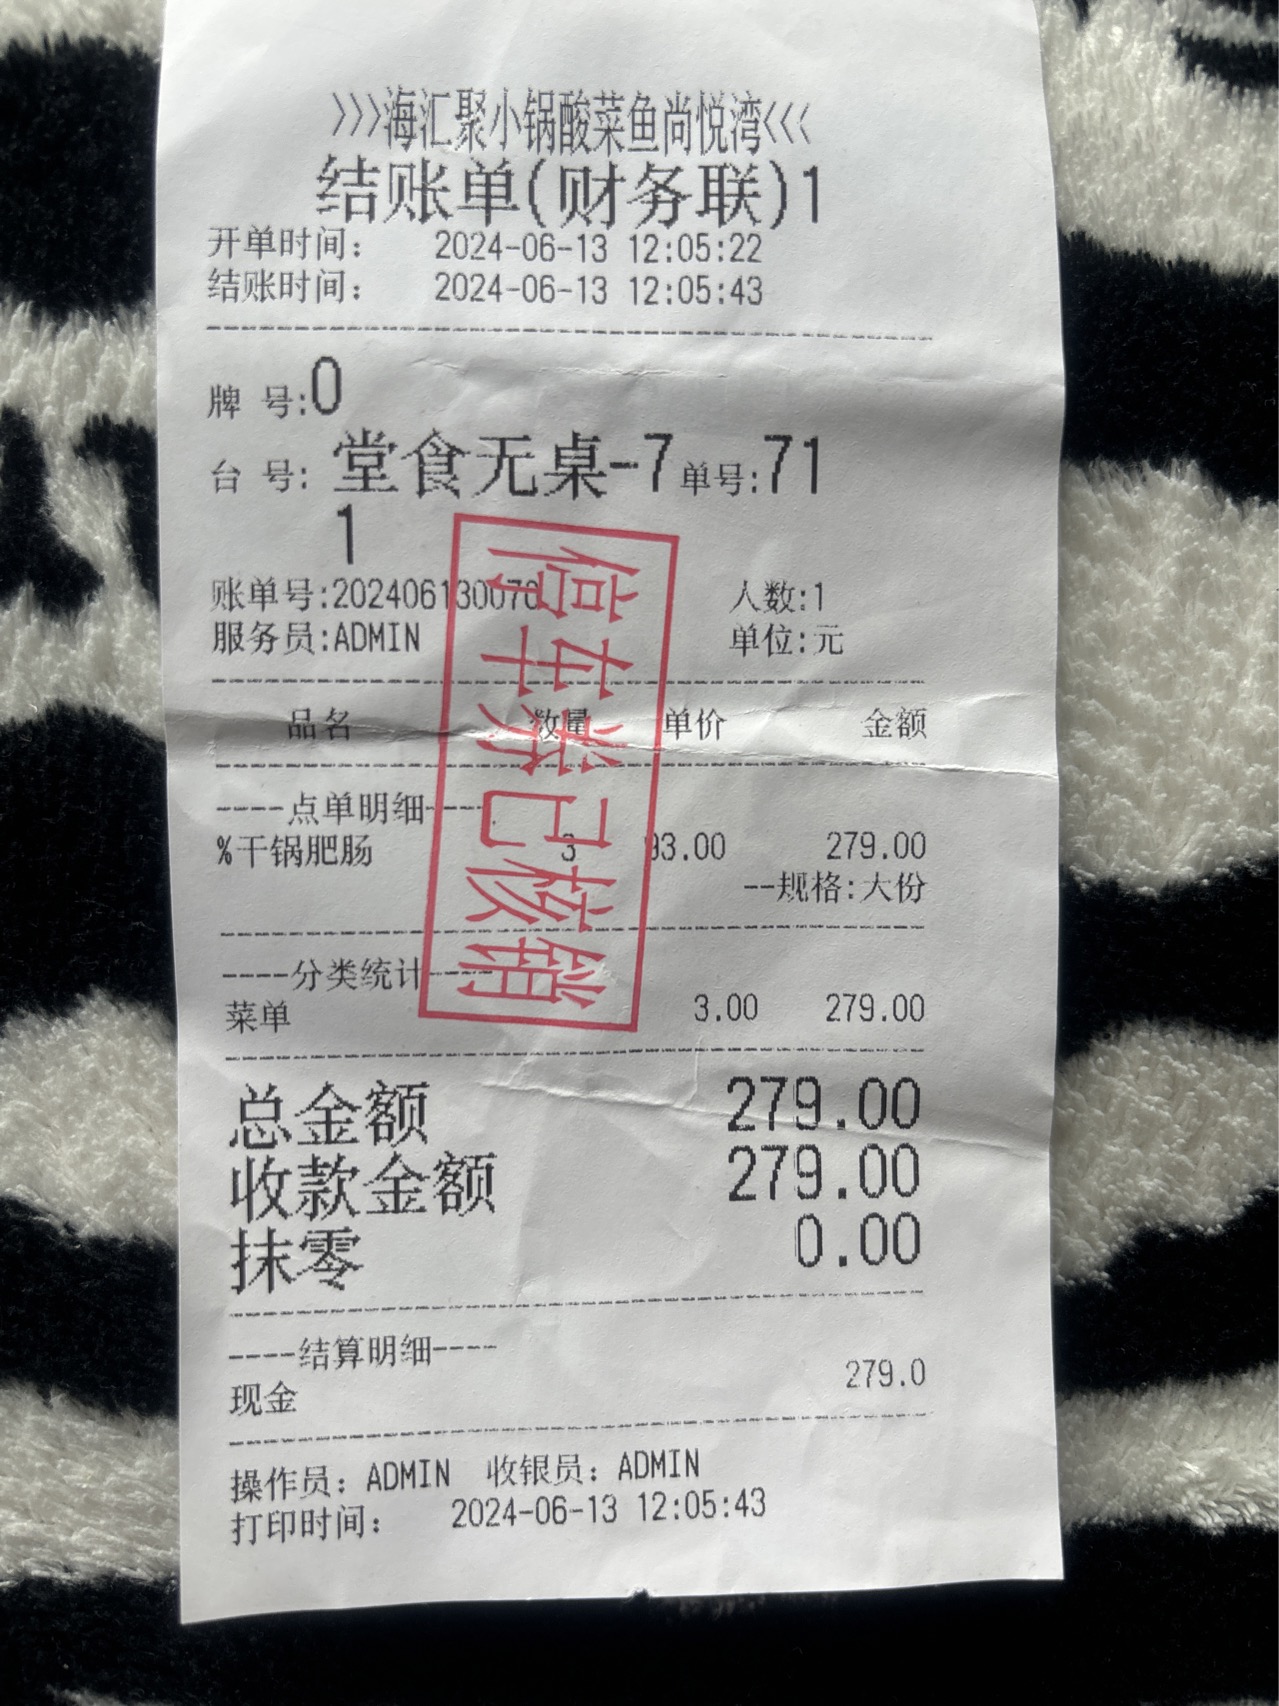 >>>海汇聚小锅酸菜鱼尚悦湾<<<
结账单(财务联)1
开单时间： 2024-06-13 12:05:22
结账时间： 2024-06-13 12:05:43
牌 号:0
台 号: 堂食无桌-7 单号:71
1
账单号:202406130070 人数:1
服务员:ADMIN 单位:元
品名 数量 单价 金额
----点单明细----
%干锅肥肠 3 93.00 279.00
--规格:大份
----分类统计----
菜单 3.00 279.00
总金额 279.00
收款金额 279.00
抹零 0.00
----结算明细----
现金 279.0
操作员：ADMIN 收银员：ADMIN
打印时间： 2024-06-13 12:05:43
停车券已核销